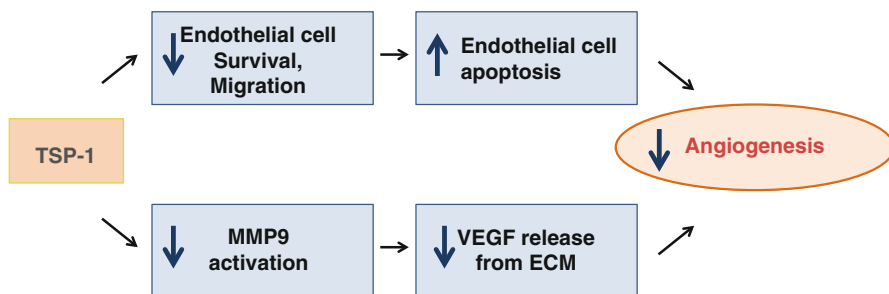 Endothelial cell
Survival,
Migration
Endothelial cell
apoptosis
TSP-1
Angiogenesis
MMP9
activation
VEGF release
from ECM